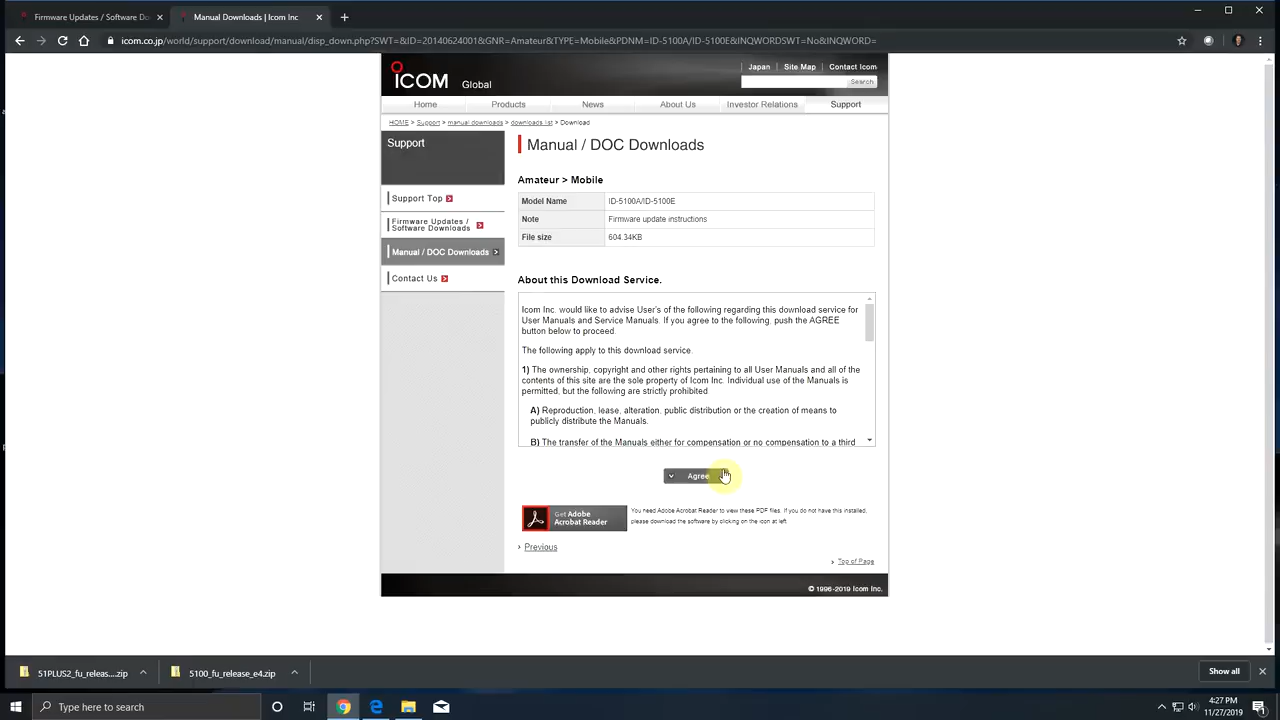 Firmware Updates / Software Do
Manual Downloads | Icom Inc
icom.co.jp/world/support/download/manual/disp_down.php?SWT=&ID=20140624001&GNR=Amateur&TYPE=Mobile&PDNM=ID-5100A/ID-5100E&INQWORDSWT=No&INQWORD=
ICOM Global
Japan Site Map Contact Icom
Search
Home Products News About Us Investor Relations Support
HOME > Support > manual downloads > downloads list > Download
Support
Support Top
Firmware Updates /
Software Downloads
Manual / DOC Downloads
Contact Us
Manual / DOC Downloads
Amateur > Mobile
Model Name ID-5100A/ID-5100E
Note Firmware update instructions
File size 604.34KB
About this Download Service.
Icom Inc. would like to advise User's of the following regarding this download service for
User Manuals and Service Manuals. If you agree to the following, push the AGREE
button below to proceed.
The following apply to this download service.
1) The ownership, copyright and other rights pertaining to all User Manuals and all of the
contents of this site are the sole property of Icom Inc. Individual use of the Manuals is
permitted, but the following are strictly prohibited.
A) Reproduction, lease, alteration, public distribution or the creation of means to
publicly distribute the Manuals.
B) The transfer of the Manuals either for compensation or no compensation to a third
Agree
Get Adobe
Acrobat Reader
You need Adobe Acrobat Reader to view these PDF files. If you do not have this installed,
please download the software by clicking on the icon at left.
Previous
Top of Page
© 1996-2019 Icom Inc.
51PLUS2_fu_releas....zip
5100_fu_release_e4.zip
Show all
Type here to search
4:27 PM
11/27/2019